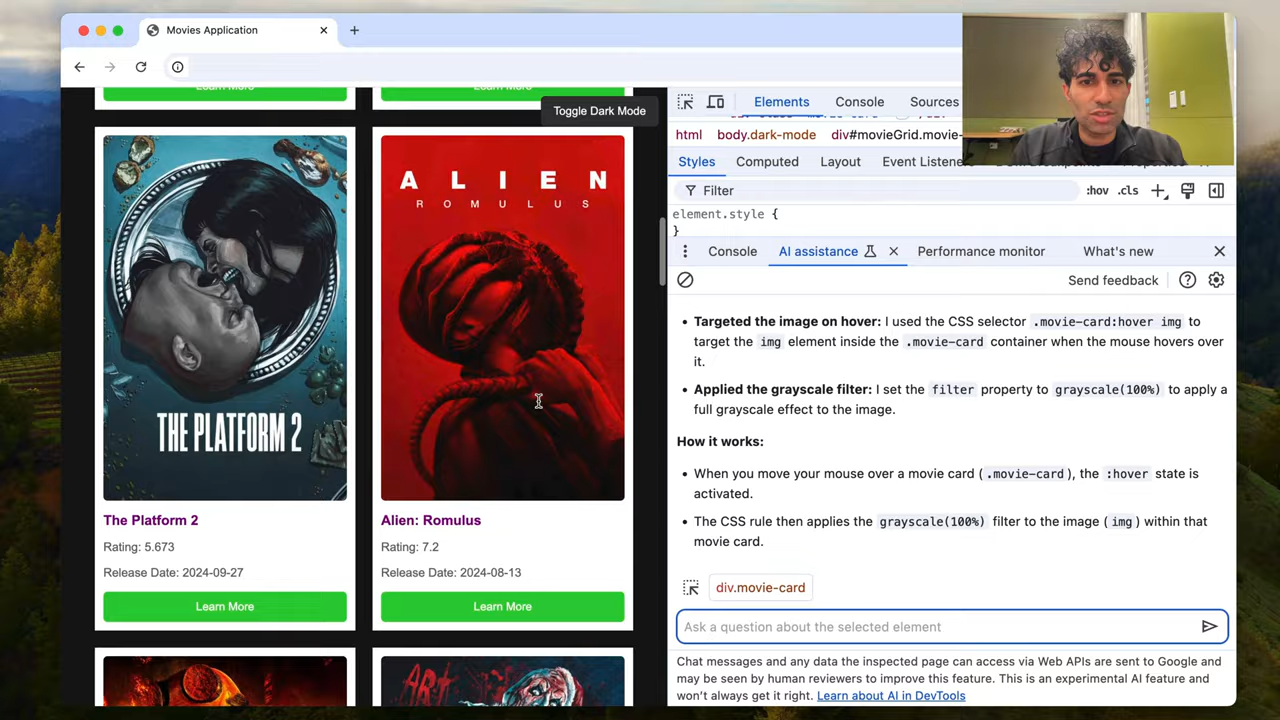 Movies Application
Learn More
Learn More
Toggle Dark Mode
ALIEN
ROMULUS
THE PLATFORM 2
The Platform 2
Rating: 5.673
Release Date: 2024-09-27
Learn More
Alien: Romulus
Rating: 7.2
Release Date: 2024-08-13
Learn More
ART
Elements
Console
Sources
html
body.dark-mode
div#movieGrid.movie-
Styles
Computed
Layout
Event Listene
Filter
:hov
.cls
element.style {
}
Console
AI assistance
Performance monitor
What's new
Send feedback
• Targeted the image on hover: I used the CSS selector .movie-card:hover img to
target the img element inside the .movie-card container when the mouse hovers over
it.
• Applied the grayscale filter: I set the filter property to grayscale(100%) to apply a
full grayscale effect to the image.
How it works:
• When you move your mouse over a movie card (.movie-card), the :hover state is
activated.
• The CSS rule then applies the grayscale(100%) filter to the image (img) within that
movie card.
div.movie-card
Ask a question about the selected element
Chat messages and any data the inspected page can access via Web APIs are sent to Google and
may be seen by human reviewers to improve this feature. This is an experimental AI feature and
won't always get it right. Learn about AI in DevTools